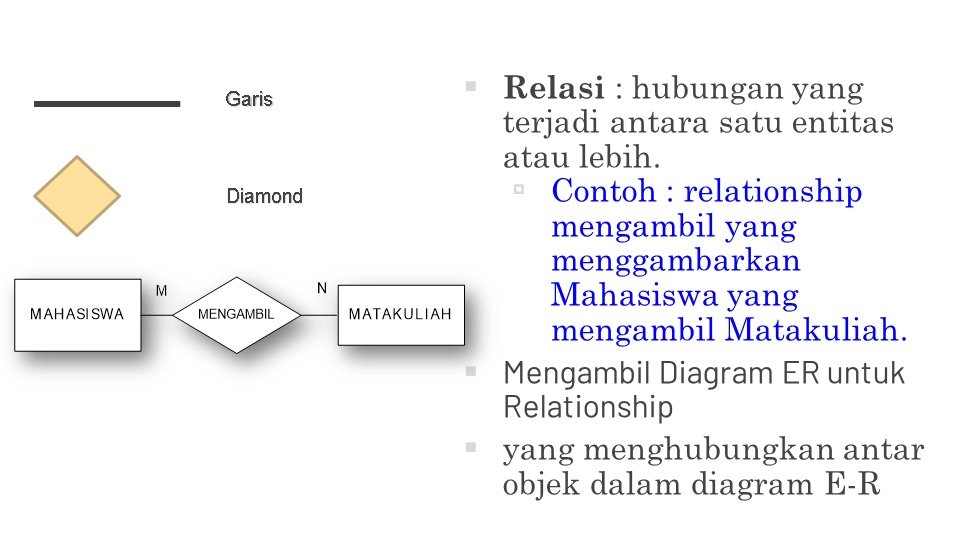 Garis
Diamond
M
N
MAHASISWA
MENGAMBIL
MATAKULIAH
Relasi : hubungan yang
terjadi antara satu entitas
atau lebih.
Contoh : relationship
mengambil yang
menggambarkan
Mahasiswa yang
mengambil Matakuliah.
Mengambil Diagram ER untuk
Relationship
yang menghubungkan antar
objek dalam diagram E-R